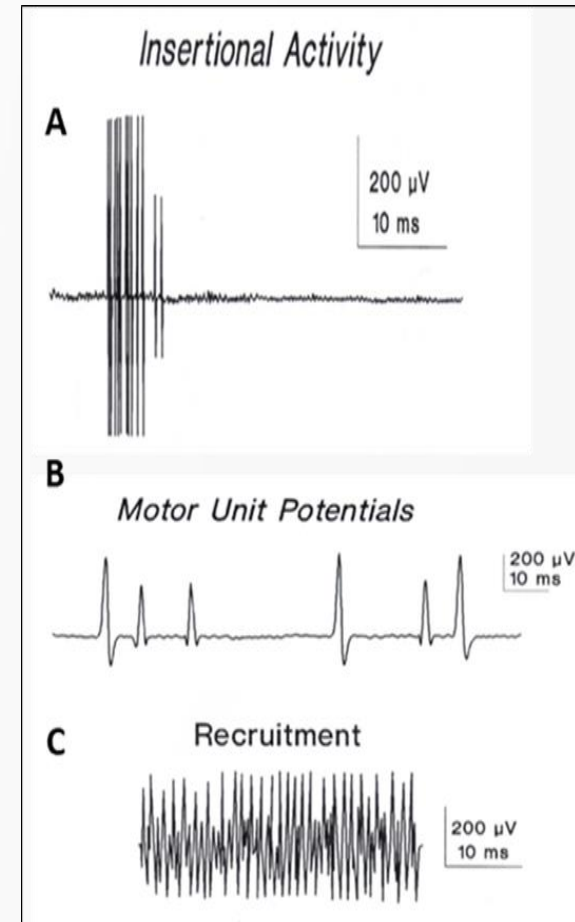 Insertional Activity
A
200 µV
10 ms
B
Motor Unit Potentials
200 µV
10 ms
C
Recruitment
200 µV
10 ms